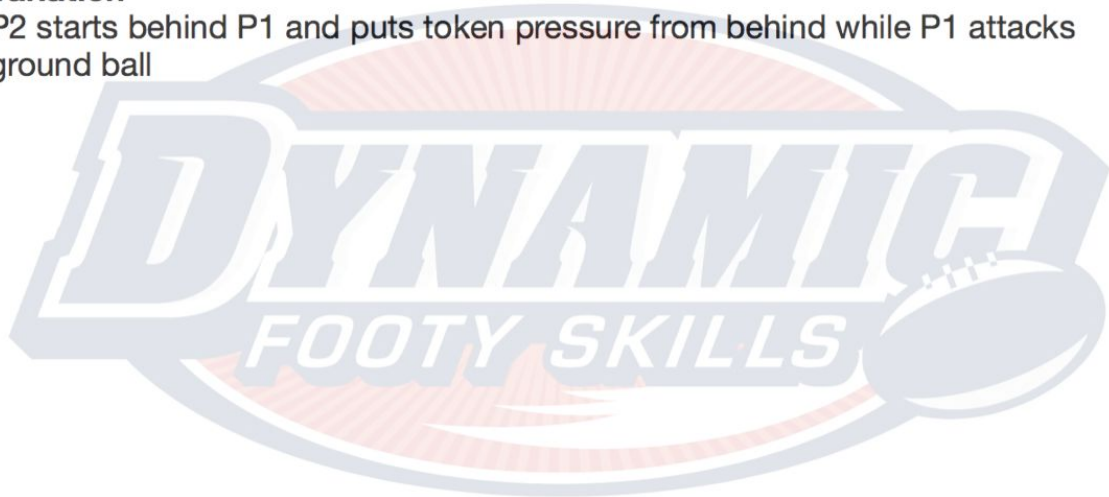 P2 starts behind P1 and puts token pressure from behind while P1 attacks
ground ball
DYNAMIC
FOOTY SKILLS